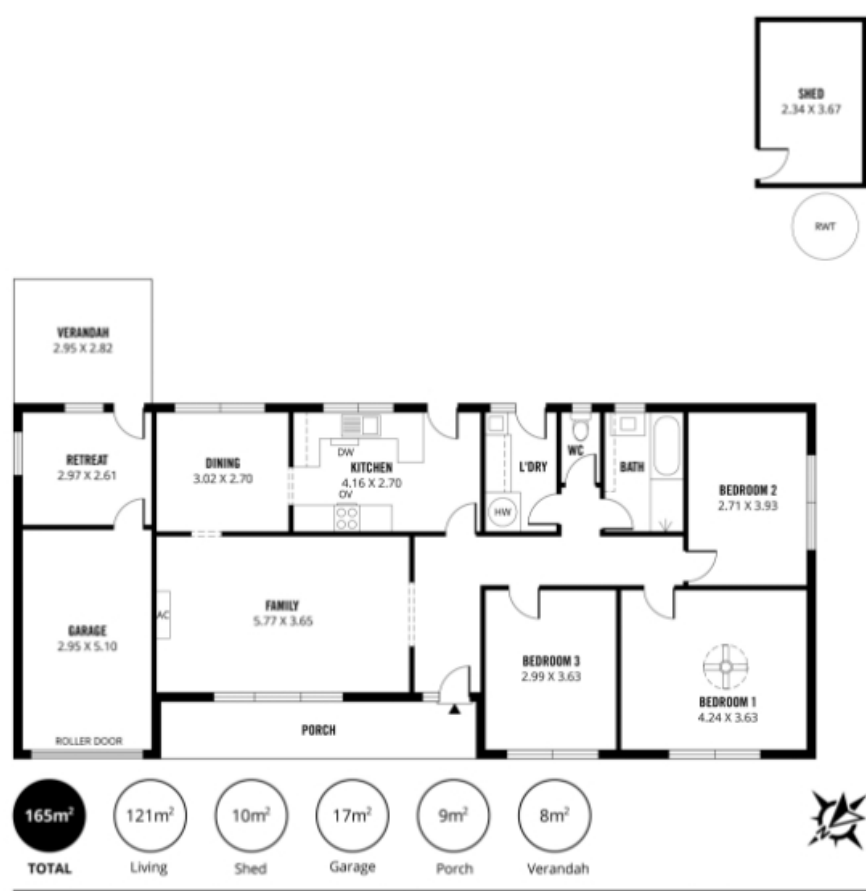 SHED
2.34 X 3.67
RWT
VERANDAH
2.95 X 2.82
RETREAT
2.97 X 2.61
DINING
3.02 X 2.70
DW
KITCHEN
4.16 X 2.70
OV
L'DRY
HW
WC
BATH
BEDROOM 2
2.71 X 3.93
GARAGE
2.95 X 5.10
ROLLER DOOR
AC
FAMILY
5.77 X 3.65
PORCH
BEDROOM 3
2.99 X 3.63
BEDROOM 1
4.24 X 3.63
165m²
121m²
10m²
17m²
9m²
8m²
TOTAL
Living
Shed
Garage
Porch
Verandah
N